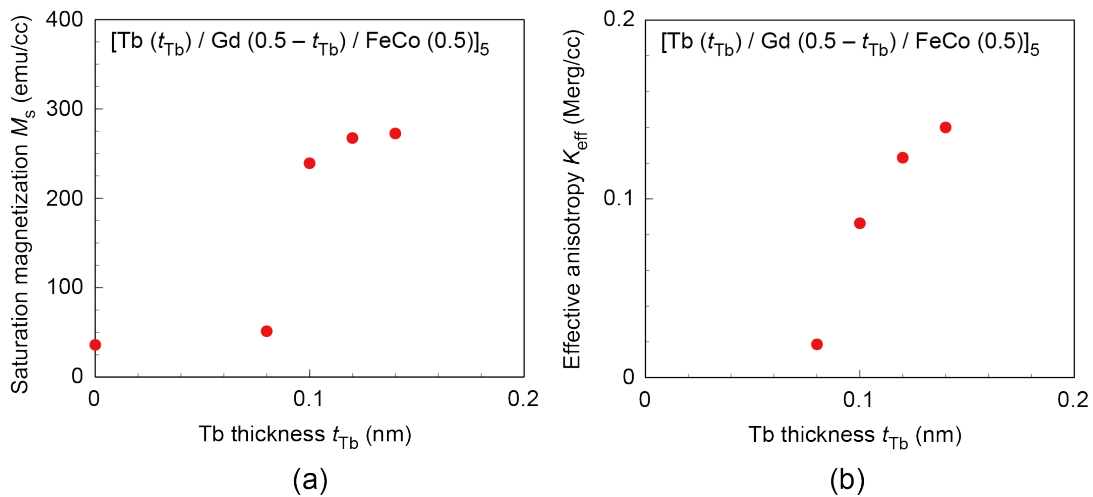 [Tb (tTb) / Gd (0.5 – tTb) / FeCo (0.5)]5
Saturation magnetization Ms (emu/cc)
400
300
200
100
0
0
0.1
0.2
Tb thickness tTb (nm)
(a)
[Tb (tTb) / Gd (0.5 – tTb) / FeCo (0.5)]5
Effective anisotropy Keff (Merg/cc)
0.2
0.1
0
0
0.1
0.2
Tb thickness tTb (nm)
(b)